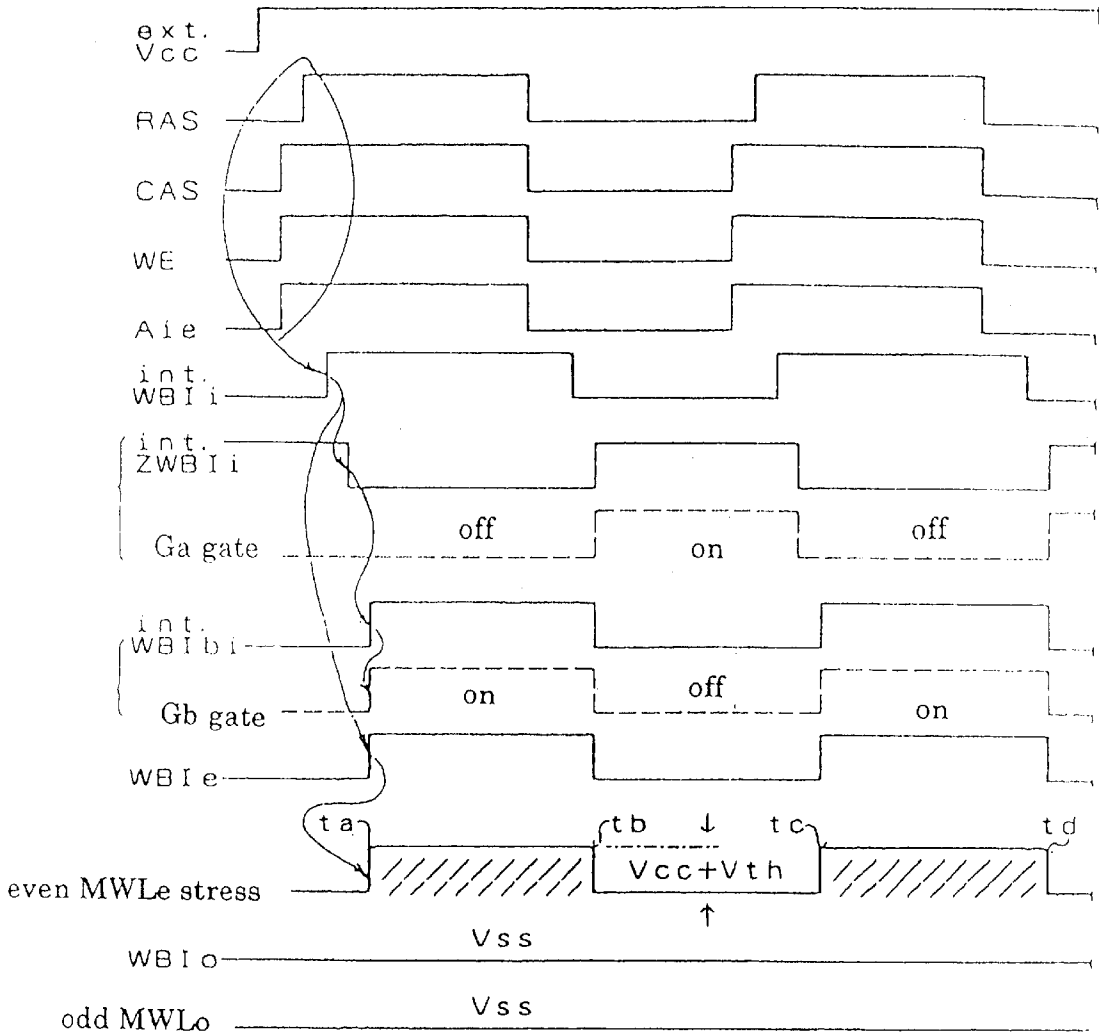 ext.
Vcc
RAS
CAS
WE
Aie
int.
WBIi
int.
ZWBIi
off
on
off
Ga gate
int.
WBIbi
on
off
on
Gb gate
WBIe
ta
tb
tc
td
Vcc+Vth
even MWLe stress
Vss
WBIo
Vss
odd MWLo